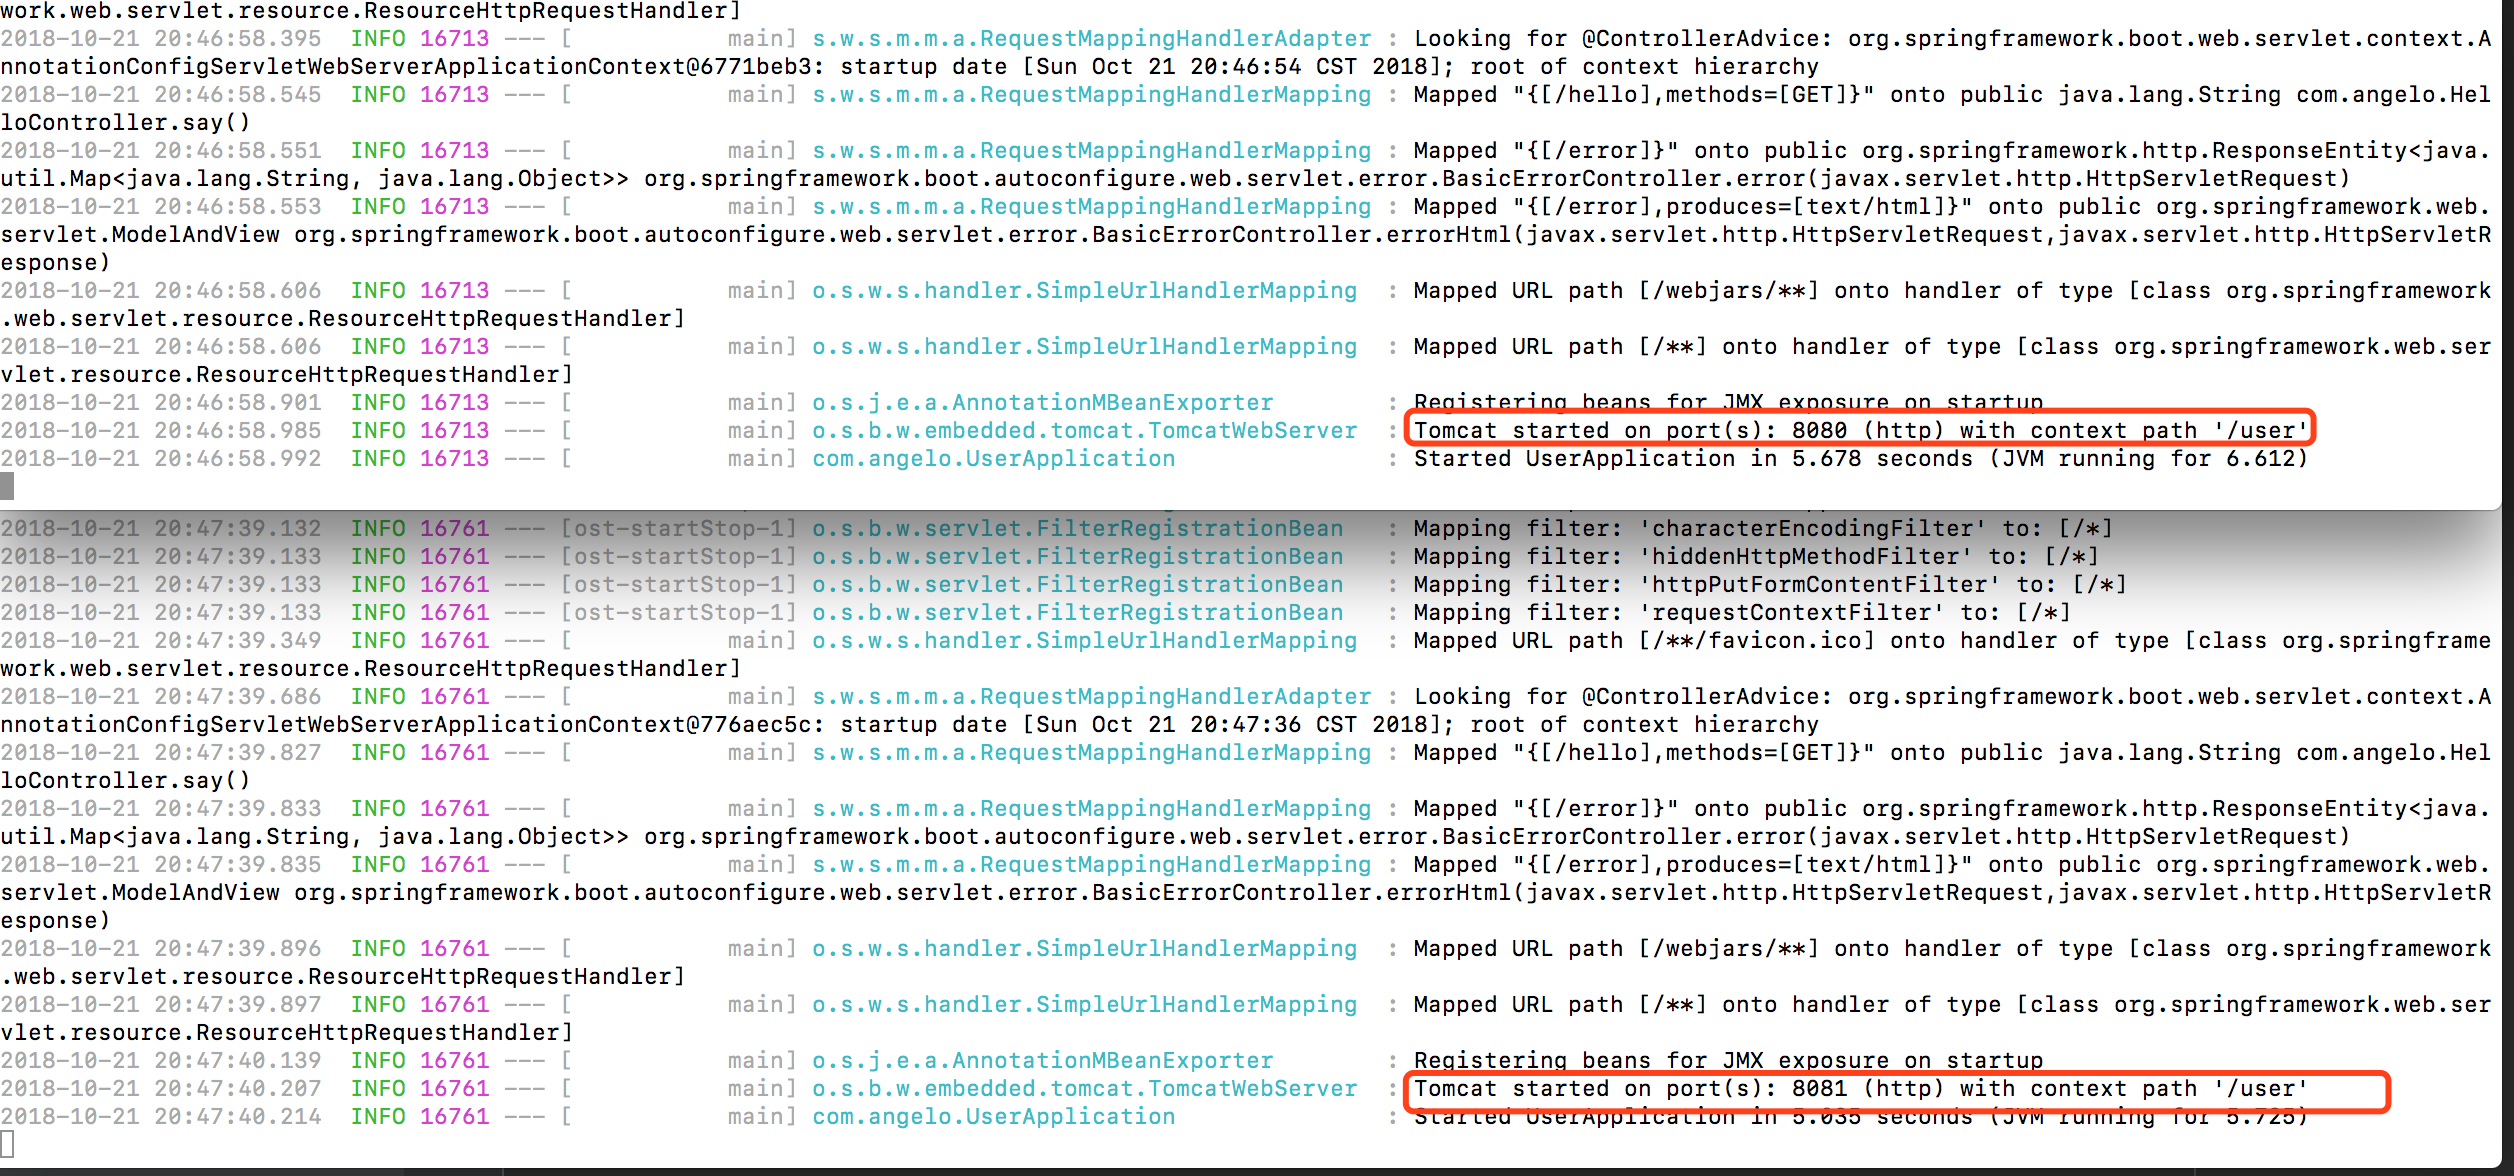 work.web.servlet.resource.ResourceHttpRequestHandler]
2018-10-21 20:46:58.395  INFO 16713 --- [           main] s.w.s.m.m.a.RequestMappingHandlerAdapter : Looking for @ControllerAdvice: org.springframework.boot.web.servlet.context.A
nnotationConfigServletWebServerApplicationContext@6771beb3: startup date [Sun Oct 21 20:46:54 CST 2018]; root of context hierarchy
2018-10-21 20:46:58.545  INFO 16713 --- [           main] s.w.s.m.m.a.RequestMappingHandlerMapping : Mapped "{[/hello],methods=[GET]}" onto public java.lang.String com.angelo.Hel
loController.say()
2018-10-21 20:46:58.551  INFO 16713 --- [           main] s.w.s.m.m.a.RequestMappingHandlerMapping : Mapped "{[/error]}" onto public org.springframework.http.ResponseEntity<java.
util.Map<java.lang.String, java.lang.Object>> org.springframework.boot.autoconfigure.web.servlet.error.BasicErrorController.error(javax.servlet.http.HttpServletRequest)
2018-10-21 20:46:58.553  INFO 16713 --- [           main] s.w.s.m.m.a.RequestMappingHandlerMapping : Mapped "{[/error],produces=[text/html]}" onto public org.springframework.web.
servlet.ModelAndView org.springframework.boot.autoconfigure.web.servlet.error.BasicErrorController.errorHtml(javax.servlet.http.HttpServletRequest,javax.servlet.http.HttpServletR
esponse)
2018-10-21 20:46:58.606  INFO 16713 --- [           main] o.s.w.s.handler.SimpleUrlHandlerMapping  : Mapped URL path [/webjars/**] onto handler of type [class org.springframework
.web.servlet.resource.ResourceHttpRequestHandler]
2018-10-21 20:46:58.606  INFO 16713 --- [           main] o.s.w.s.handler.SimpleUrlHandlerMapping  : Mapped URL path [/**] onto handler of type [class org.springframework.web.ser
vlet.resource.ResourceHttpRequestHandler]
2018-10-21 20:46:58.901  INFO 16713 --- [           main] o.s.j.e.a.AnnotationMBeanExporter        : Registering beans for JMX exposure on startup
2018-10-21 20:46:58.985  INFO 16713 --- [           main] o.s.b.w.embedded.tomcat.TomcatWebServer  : Tomcat started on port(s): 8080 (http) with context path '/user'
2018-10-21 20:46:58.992  INFO 16713 --- [           main] com.angelo.UserApplication               : Started UserApplication in 5.678 seconds (JVM running for 6.612)
2018-10-21 20:47:39.132  INFO 16761 --- [ost-startStop-1] o.s.b.w.servlet.FilterRegistrationBean   : Mapping filter: 'characterEncodingFilter' to: [/*]
2018-10-21 20:47:39.133  INFO 16761 --- [ost-startStop-1] o.s.b.w.servlet.FilterRegistrationBean   : Mapping filter: 'hiddenHttpMethodFilter' to: [/*]
2018-10-21 20:47:39.133  INFO 16761 --- [ost-startStop-1] o.s.b.w.servlet.FilterRegistrationBean   : Mapping filter: 'httpPutFormContentFilter' to: [/*]
2018-10-21 20:47:39.133  INFO 16761 --- [ost-startStop-1] o.s.b.w.servlet.FilterRegistrationBean   : Mapping filter: 'requestContextFilter' to: [/*]
2018-10-21 20:47:39.349  INFO 16761 --- [           main] o.s.w.s.handler.SimpleUrlHandlerMapping  : Mapped URL path [/**/favicon.ico] onto handler of type [class org.springframe
work.web.servlet.resource.ResourceHttpRequestHandler]
2018-10-21 20:47:39.686  INFO 16761 --- [           main] s.w.s.m.m.a.RequestMappingHandlerAdapter : Looking for @ControllerAdvice: org.springframework.boot.web.servlet.context.A
nnotationConfigServletWebServerApplicationContext@776aec5c: startup date [Sun Oct 21 20:47:36 CST 2018]; root of context hierarchy
2018-10-21 20:47:39.827  INFO 16761 --- [           main] s.w.s.m.m.a.RequestMappingHandlerMapping : Mapped "{[/hello],methods=[GET]}" onto public java.lang.String com.angelo.Hel
loController.say()
2018-10-21 20:47:39.833  INFO 16761 --- [           main] s.w.s.m.m.a.RequestMappingHandlerMapping : Mapped "{[/error]}" onto public org.springframework.http.ResponseEntity<java.
util.Map<java.lang.String, java.lang.Object>> org.springframework.boot.autoconfigure.web.servlet.error.BasicErrorController.error(javax.servlet.http.HttpServletRequest)
2018-10-21 20:47:39.835  INFO 16761 --- [           main] s.w.s.m.m.a.RequestMappingHandlerMapping : Mapped "{[/error],produces=[text/html]}" onto public org.springframework.web.
servlet.ModelAndView org.springframework.boot.autoconfigure.web.servlet.error.BasicErrorController.errorHtml(javax.servlet.http.HttpServletRequest,javax.servlet.http.HttpServletR
esponse)
2018-10-21 20:47:39.896  INFO 16761 --- [           main] o.s.w.s.handler.SimpleUrlHandlerMapping  : Mapped URL path [/webjars/**] onto handler of type [class org.springframework
.web.servlet.resource.ResourceHttpRequestHandler]
2018-10-21 20:47:39.897  INFO 16761 --- [           main] o.s.w.s.handler.SimpleUrlHandlerMapping  : Mapped URL path [/**] onto handler of type [class org.springframework.web.ser
vlet.resource.ResourceHttpRequestHandler]
2018-10-21 20:47:40.139  INFO 16761 --- [           main] o.s.j.e.a.AnnotationMBeanExporter        : Registering beans for JMX exposure on startup
2018-10-21 20:47:40.207  INFO 16761 --- [           main] o.s.b.w.embedded.tomcat.TomcatWebServer  : Tomcat started on port(s): 8081 (http) with context path '/user'
2018-10-21 20:47:40.214  INFO 16761 --- [           main] com.angelo.UserApplication               : Started UserApplication in 5.035 seconds (JVM running for 5.725)